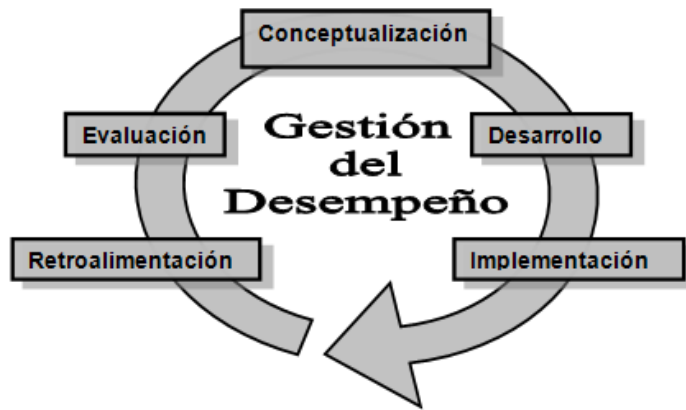 Conceptualización
Evaluación
Gestión
del
Desempeño
Desarrollo
Retroalimentación
Implementación